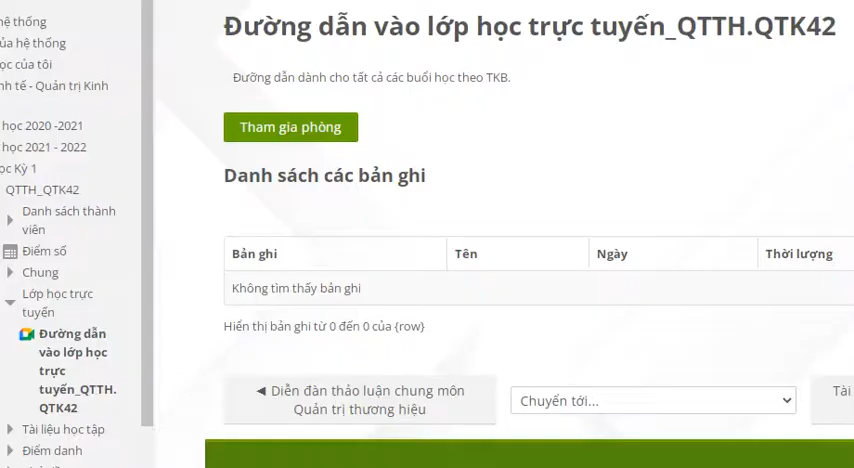 hệ thống
ủa hệ thống
ọc của tôi
nh tế - Quản trị Kinh
học 2020 -2021
học 2021 - 2022
ọc Kỳ 1
QTTH_QTK42
Danh sách thành
viên
Điểm số
Chung
Lớp học trực
tuyến
Đường dẫn
vào lớp học
trực
tuyến_QTTH.
QTK42
Tài liệu học tập
Điểm danh
Đường dẫn vào lớp học trực tuyến_QTTH.QTK42
Đường dẫn dành cho tất cả các buổi học theo TKB.
Tham gia phòng
Danh sách các bản ghi
Bản ghi Tên Ngày Thời lượng
Không tìm thấy bản ghi
Hiển thị bản ghi từ 0 đến 0 của {row}
◄ Diễn đàn thảo luận chung môn
Quản trị thương hiệu
Chuyển tới...
Tài